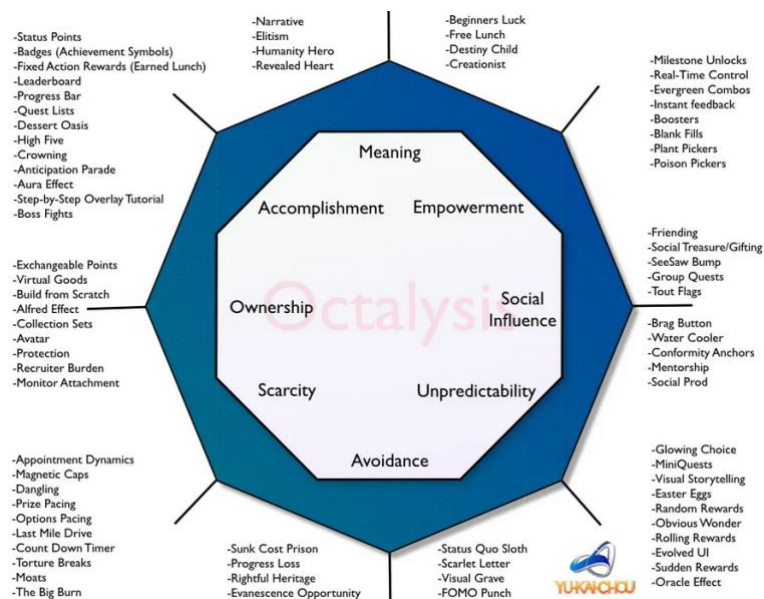 -Narrative
-Elitism
-Humanity Hero
-Revealed Heart
-Beginners Luck
-Free Lunch
-Destiny Child
-Creationist
-Status Points
-Badges (Achievement Symbols)
-Fixed Action Rewards (Earned Lunch)
-Leaderboard
-Progress Bar
-Quest Lists
-Dessert Oasis
-High Five
-Crowning
-Anticipation Parade
-Aura Effect
-Step-by-Step Overlay Tutorial
-Boss Fights
-Milestone Unlocks
-Real-Time Control
-Evergreen Combos
-Instant feedback
-Boosters
-Blank Fills
-Plant Pickers
-Poison Pickers
Meaning
Accomplishment
Empowerment
Ownership
Octalysis
Social
Influence
Scarcity
Unpredictability
Avoidance
-Exchangeable Points
-Virtual Goods
-Build from Scratch
-Alfred Effect
-Collection Sets
-Avatar
-Protection
-Recruiter Burden
-Monitor Attachment
-Friending
-Social Treasure/Gifting
-SeeSaw Bump
-Group Quests
-Tout Flags
-Brag Button
-Water Cooler
-Conformity Anchors
-Mentorship
-Social Prod
-Appointment Dynamics
-Magnetic Caps
-Dangling
-Prize Pacing
-Options Pacing
-Last Mile Drive
-Count Down Timer
-Torture Breaks
-Moats
-The Big Burn
-Sunk Cost Prison
-Progress Loss
-Rightful Heritage
-Evanescence Opportunity
-Status Quo Sloth
-Scarlet Letter
-Visual Grave
-FOMO Punch
-Glowing Choice
-MiniQuests
-Visual Storytelling
-Easter Eggs
-Random Rewards
-Obvious Wonder
-Rolling Rewards
-Evolved UI
-Sudden Rewards
-Oracle Effect
YU-KAI-CHOU